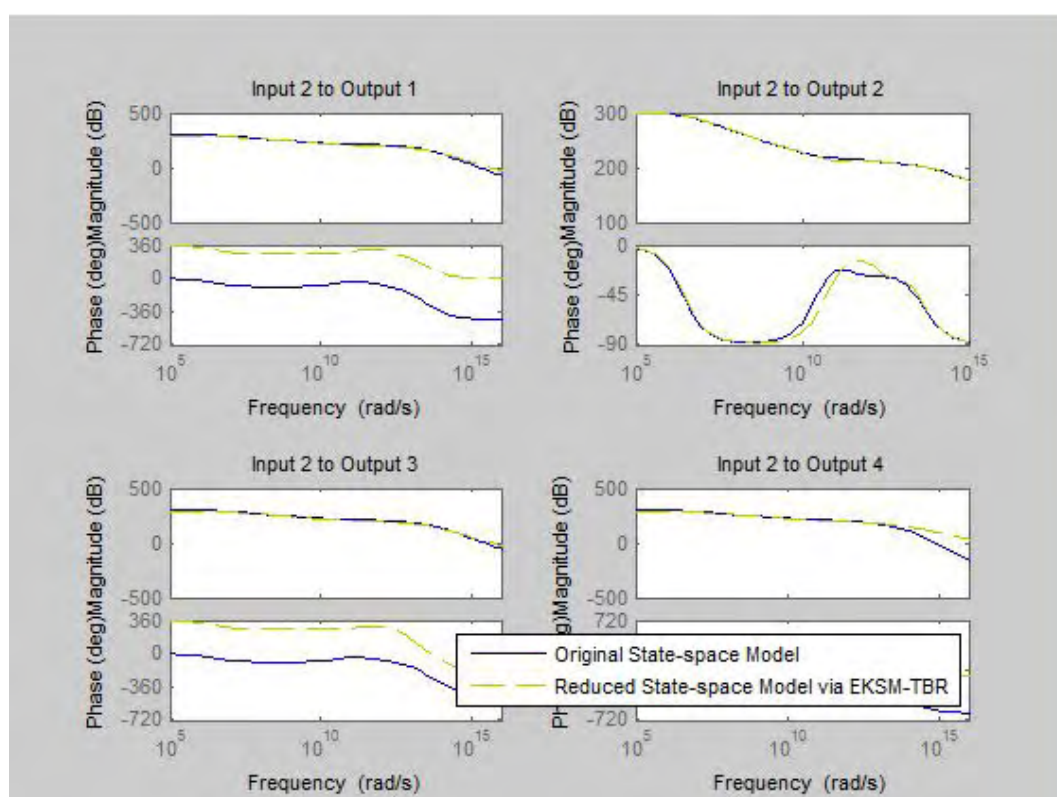 Input 2 to Output 1
Magnitude (dB)
500
0
-500
Phase (deg)
360
0
-360
-720
10^5
10^10
10^15
Frequency (rad/s)
Input 2 to Output 2
Magnitude (dB)
300
200
100
Phase (deg)
0
-45
-90
10^5
10^10
10^15
Frequency (rad/s)
Input 2 to Output 3
Magnitude (dB)
500
0
-500
Phase (deg)
360
0
-360
-720
10^5
10^10
10^15
Frequency (rad/s)
Input 2 to Output 4
Magnitude (dB)
500
0
-500
720
-720
10^5
10^10
10^15
Frequency (rad/s)
Original State-space Model
Reduced State-space Model via EKSM-TBR